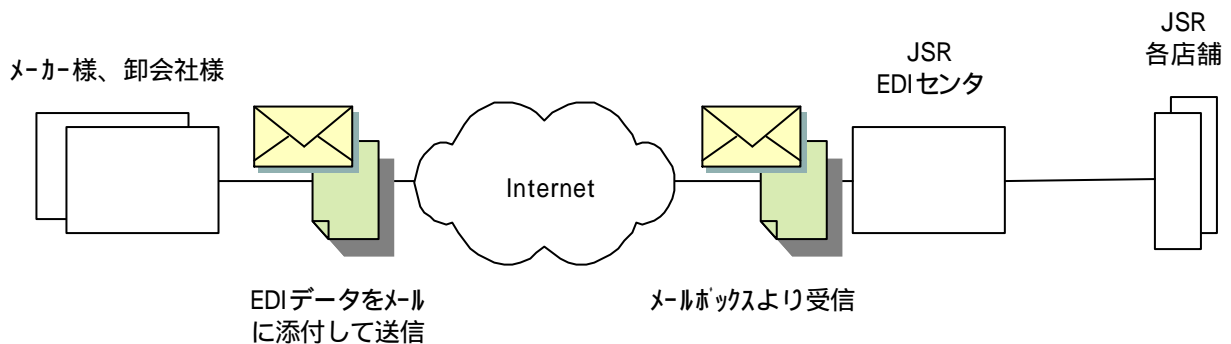 メーカー様、卸会社様
JSR
EDIセンタ
JSR
各店舗
Internet
EDIデータをメール
に添付して送信
メールボックスより受信